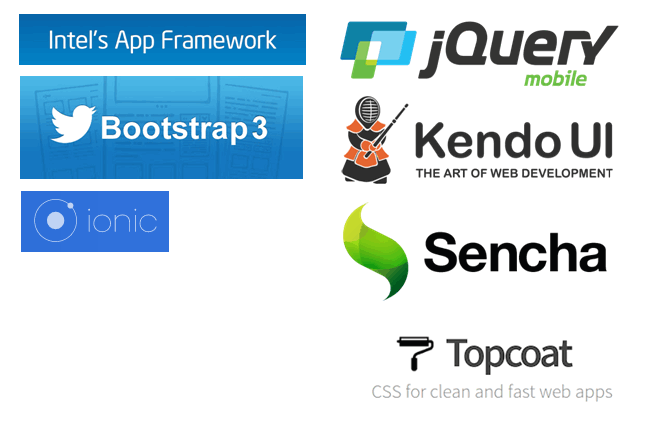 Intel's App Framework
Bootstrap 3
ionic
jQuery
mobile
Kendo UI
THE ART OF WEB DEVELOPMENT
Sencha
Topcoat
CSS for clean and fast web apps